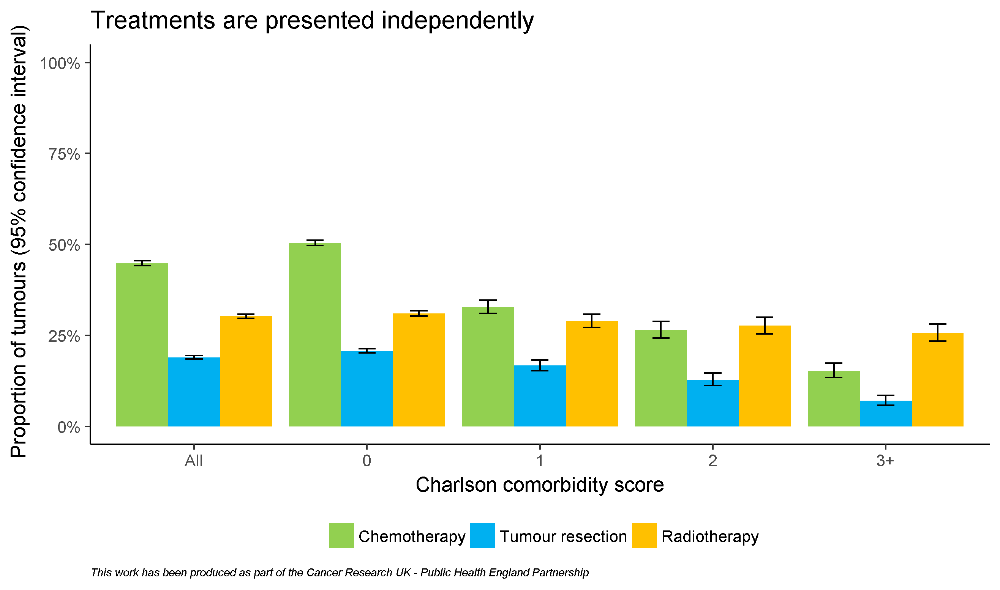 Treatments are presented independently
Proportion of tumours (95% confidence interval)
100%
75%
50%
25%
0%
All
0
1
2
3+
Charlson comorbidity score
Chemotherapy
Tumour resection
Radiotherapy
This work has been produced as part of the Cancer Research UK - Public Health England Partnership